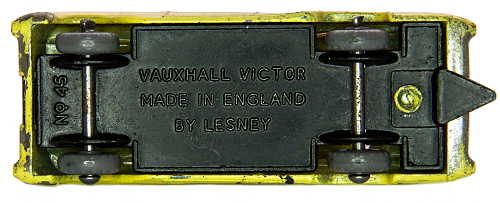 VAUXHALL VICTOR
MADE IN ENGLAND
BY LESNEY
Nº 45